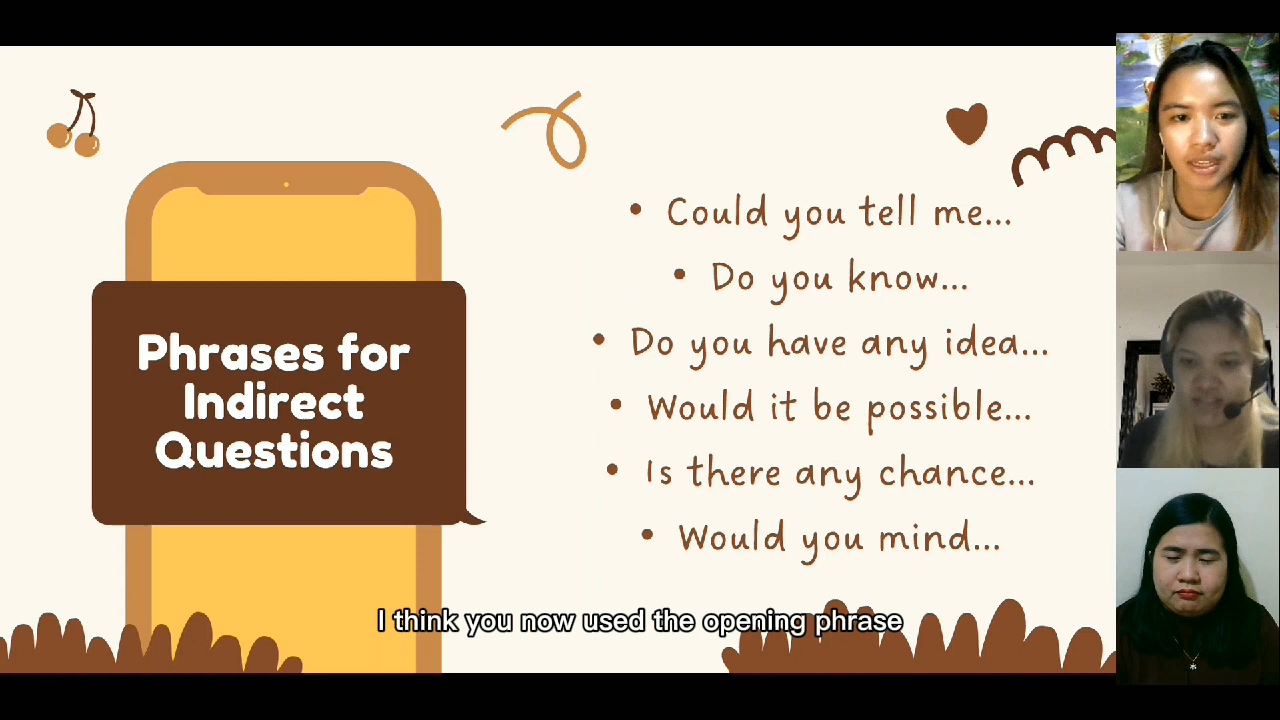 Phrases for
Indirect
Questions
• Could you tell me...
• Do you know...
• Do you have any idea...
• Would it be possible...
• Is there any chance...
• Would you mind...
I think you now used the opening phrase